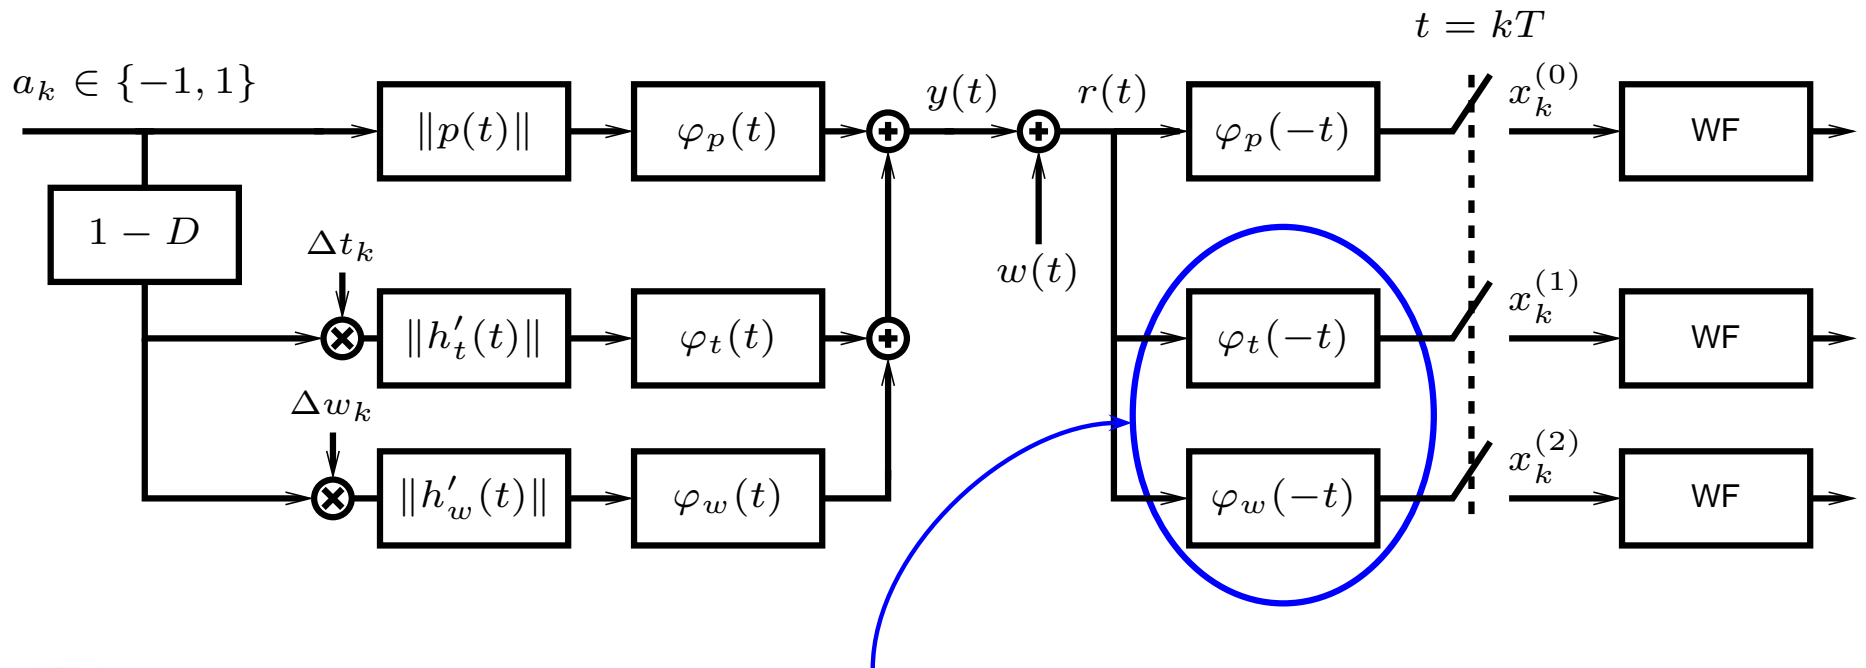 t = kT
a_k ∈ {−1, 1}
‖p(t)‖
φ_p(t)
y(t)
r(t)
φ_p(−t)
x_k^{(0)}
WF
1 − D
w(t)
Δt_k
‖h′_t(t)‖
φ_t(t)
φ_t(−t)
x_k^{(1)}
WF
Δw_k
‖h′_w(t)‖
φ_w(t)
φ_w(−t)
x_k^{(2)}
WF